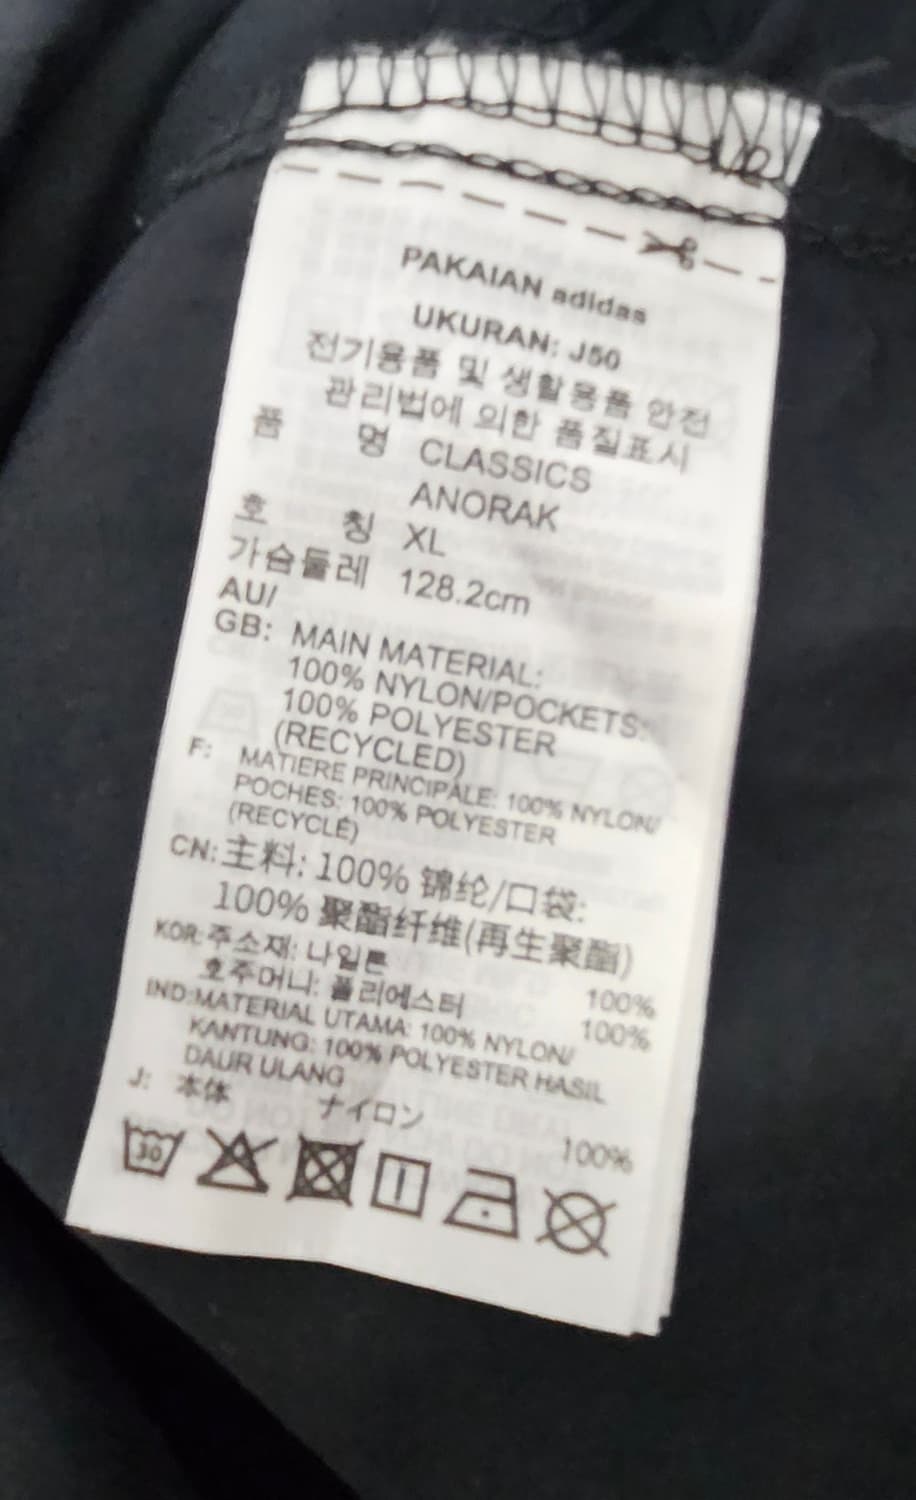 PAKAIAN adidas
UKURAN: J50
전기용품 및 생활용품 안전
관리법에 의한 품질표시
품 명 CLASSICS
ANORAK
호 칭 XL
가슴둘레 128.2cm
AU/
GB: MAIN MATERIAL:
100% NYLON/POCKETS:
100% POLYESTER
(RECYCLED)
F: MATIERE PRINCIPALE: 100% NYLON/
POCHES: 100% POLYESTER
(RECYCLÉ)
CN: 主料: 100% 锦纶/口袋:
100% 聚酯纤维(再生聚酯)
KOR: 주소재: 나일론 100%
호주머니: 폴리에스터 100%
IND: MATERIAL UTAMA: 100% NYLON/
KANTUNG: 100% POLYESTER HASIL
DAUR ULANG
J: 本体 ナイロン 100%
30